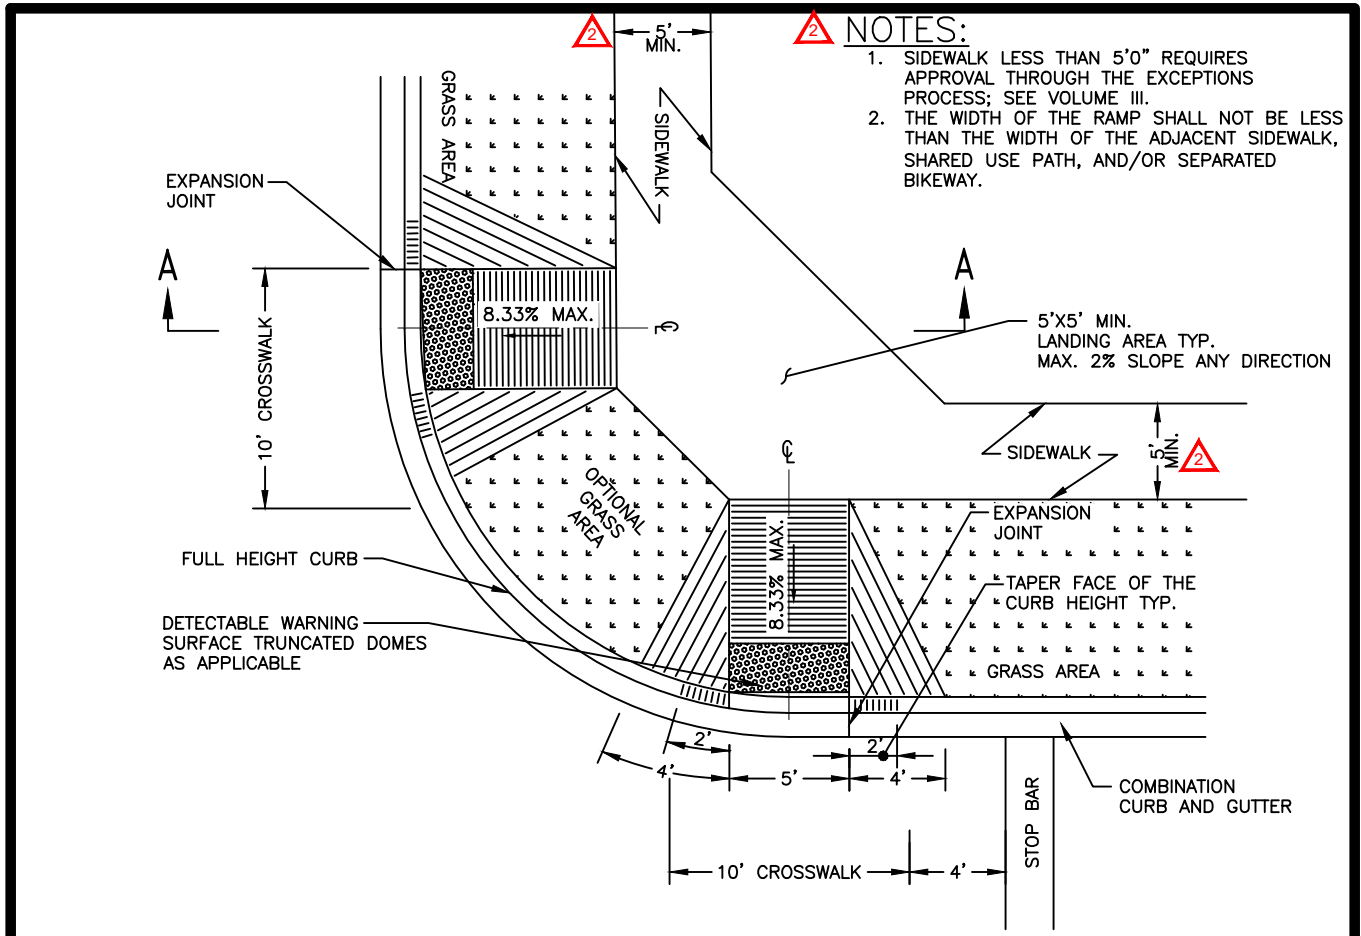 2
5'
MIN.
2
NOTES:
1. SIDEWALK LESS THAN 5'0" REQUIRES
APPROVAL THROUGH THE EXCEPTIONS
PROCESS; SEE VOLUME III.
2. THE WIDTH OF THE RAMP SHALL NOT BE LESS
THAN THE WIDTH OF THE ADJACENT SIDEWALK,
SHARED USE PATH, AND/OR SEPARATED
BIKEWAY.
GRASS AREA
SIDEWALK
EXPANSION
JOINT
A
A
8.33% MAX.
℄
5'X5' MIN.
LANDING AREA TYP.
MAX. 2% SLOPE ANY DIRECTION
10' CROSSWALK
SIDEWALK
5'
MIN.
2
℄
OPTIONAL
GRASS
AREA
8.33% MAX.
EXPANSION
JOINT
FULL HEIGHT CURB
TAPER FACE OF THE
CURB HEIGHT TYP.
DETECTABLE WARNING
SURFACE TRUNCATED DOMES
AS APPLICABLE
GRASS AREA
2'
2'
4'
5'
4'
COMBINATION
CURB AND GUTTER
STOP BAR
10' CROSSWALK
4'